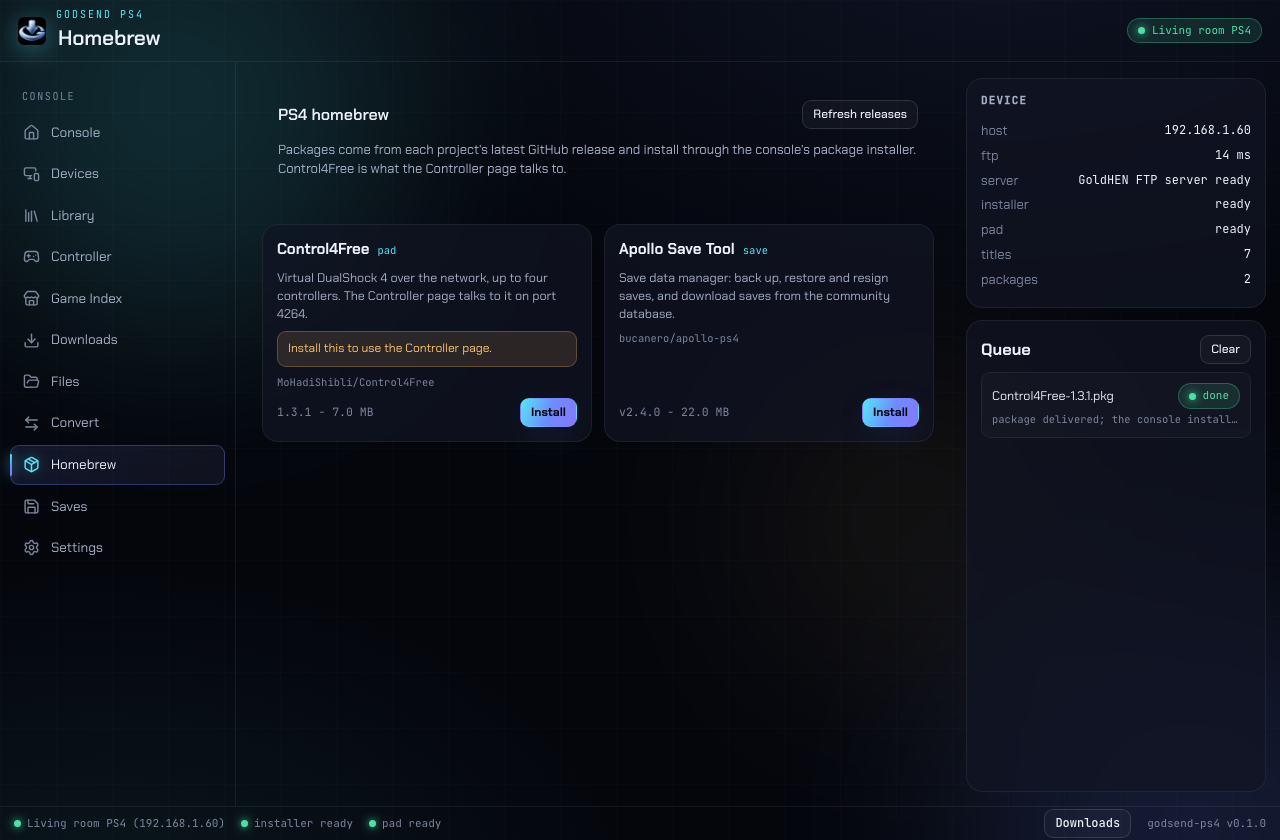 GODSEND PS4
Homebrew
Living room PS4
CONSOLE
Console
Devices
Library
Controller
Game Index
Downloads
Files
Convert
Homebrew
Saves
Settings
PS4 homebrew
Refresh releases
Packages come from each project's latest GitHub release and install through the console's package installer.
Control4Free is what the Controller page talks to.
Control4Free pad
Virtual DualShock 4 over the network, up to four
controllers. The Controller page talks to it on port
4264.
Install this to use the Controller page.
MoHadiShibli/Control4Free
1.3.1 - 7.0 MB
Install
Apollo Save Tool save
Save data manager: back up, restore and resign
saves, and download saves from the community
database.
bucanero/apollo-ps4
v2.4.0 - 22.0 MB
Install
DEVICE
host 192.168.1.60
ftp 14 ms
server GoldHEN FTP server ready
installer ready
pad ready
titles 7
packages 2
Queue
Clear
Control4Free-1.3.1.pkg
done
package delivered; the console install…
Living room PS4 (192.168.1.60)
installer ready
pad ready
Downloads
godsend-ps4 v0.1.0